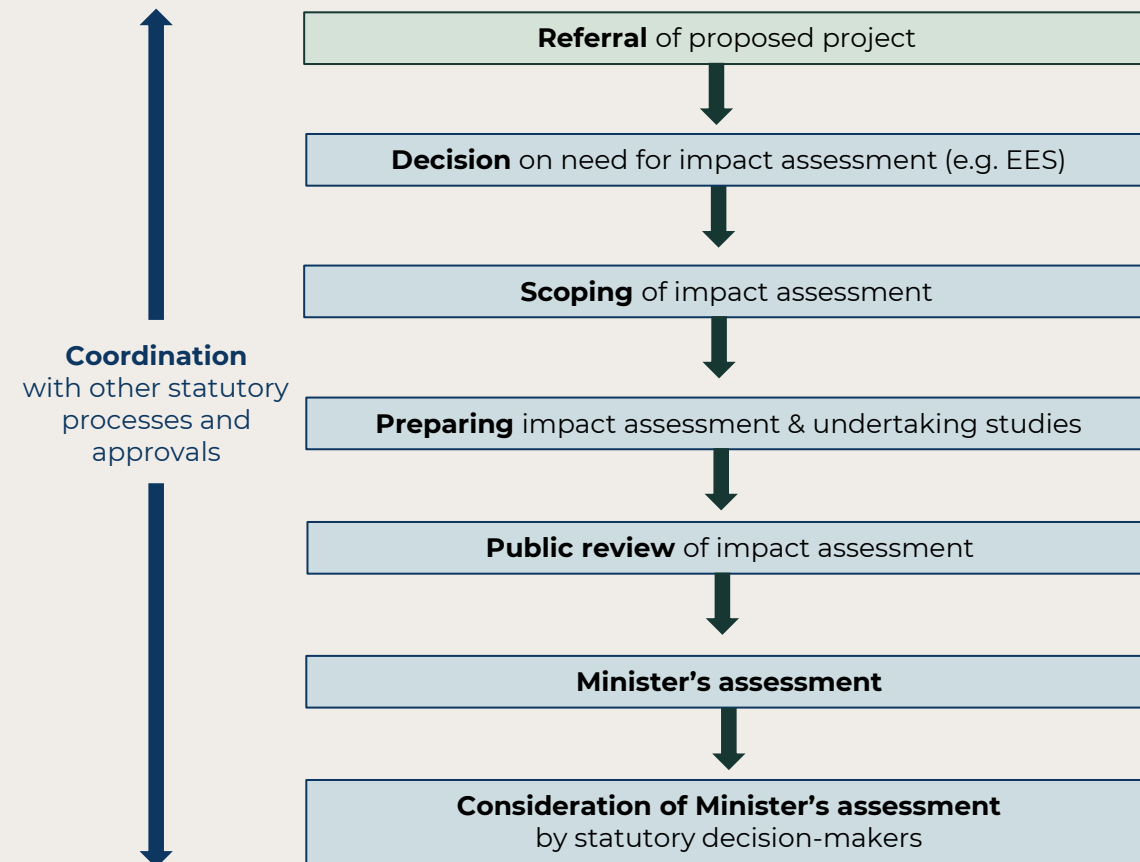 Referral of proposed project
Decision on need for impact assessment (e.g. EES)
Scoping of impact assessment
Coordination
with other statutory
processes and
approvals
Preparing impact assessment & undertaking studies
Public review of impact assessment
Minister’s assessment
Consideration of Minister’s assessment
by statutory decision-makers